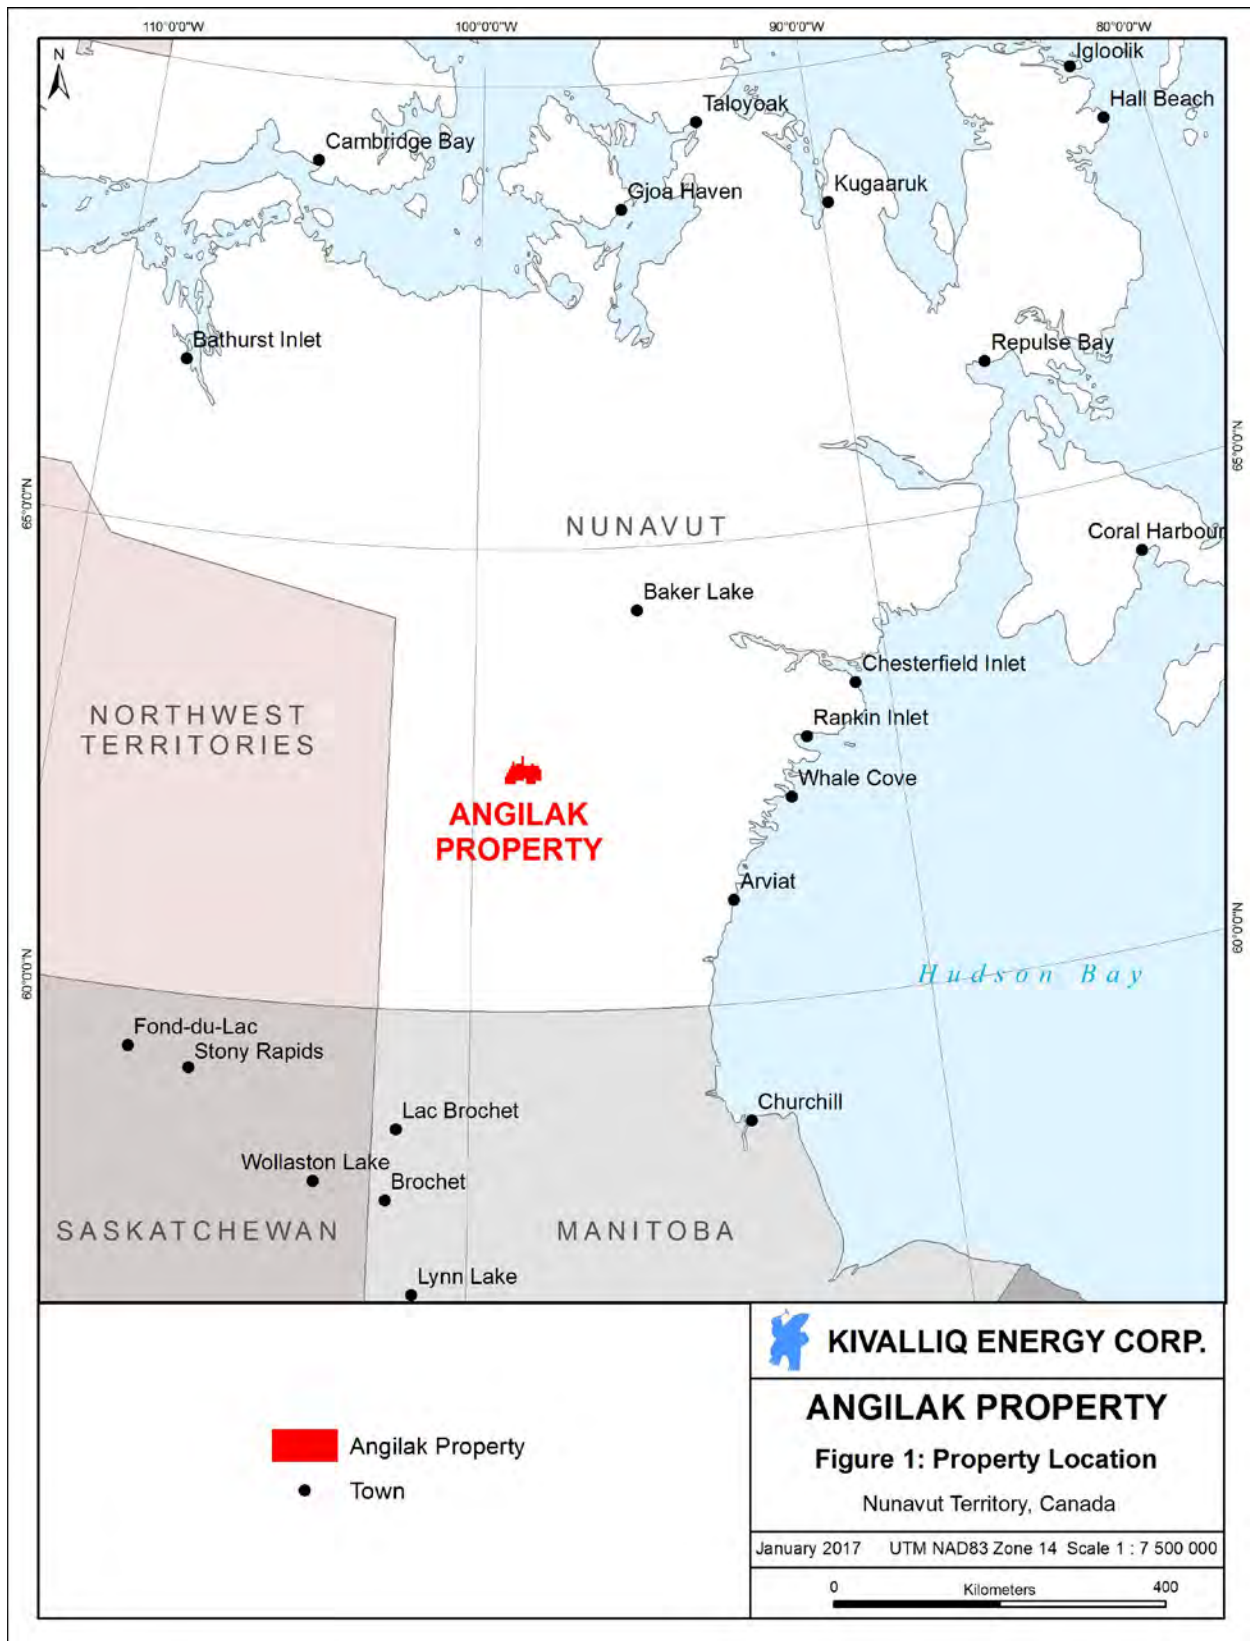 110°0'0"W
100°0'0"W
90°0'0"W
80°0'0"W
N
Igloolik
Hall Beach
Taloyoak
Cambridge Bay
Kugaaruk
Gjoa Haven
Bathurst Inlet
Repulse Bay
65°0'0"N
65°0'0"N
NUNAVUT
Coral Harbour
Baker Lake
Chesterfield Inlet
NORTHWEST
TERRITORIES
Rankin Inlet
Whale Cove
ANGILAK
PROPERTY
Arviat
60°0'0"N
60°0'0"N
Hudson Bay
Fond-du-Lac
Stony Rapids
Churchill
Lac Brochet
Wollaston Lake
Brochet
SASKATCHEWAN
MANITOBA
Lynn Lake
KIVALLIQ ENERGY CORP.
ANGILAK PROPERTY
Figure 1: Property Location
Nunavut Territory, Canada
January 2017 UTM NAD83 Zone 14 Scale 1 : 7 500 000
0 Kilometers 400
Angilak Property
Town